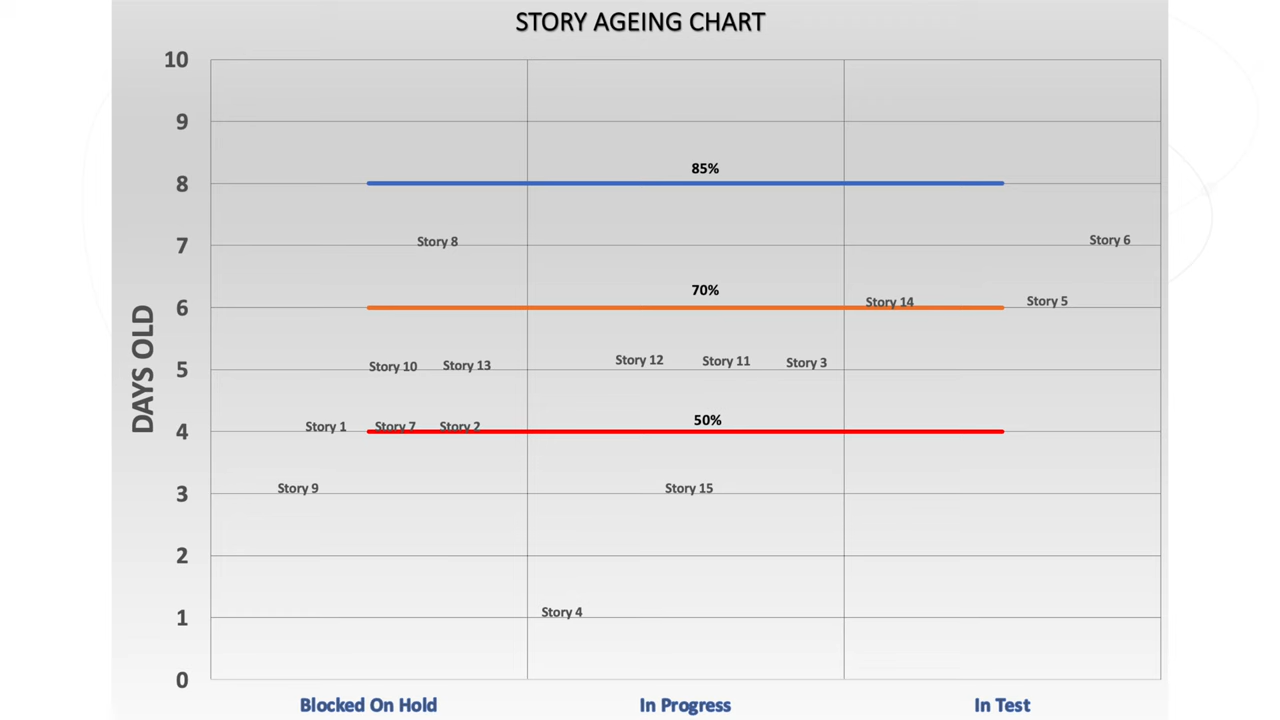 STORY AGEING CHART
10
9
85%
8
Story 8
Story 6
7
70%
Story 14
Story 5
6
Story 12
Story 11
Story 3
Story 10
Story 13
5
50%
Story 1
Story 7
Story 2
4
Story 9
Story 15
3
2
Story 4
1
0
DAYS OLD
Blocked On Hold
In Progress
In Test